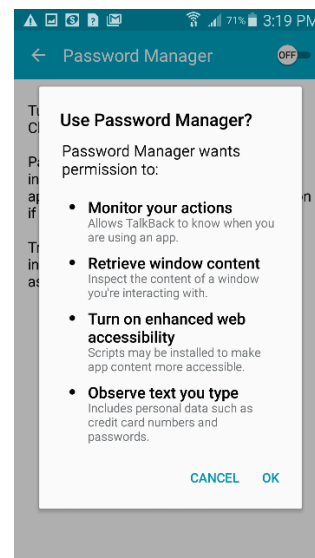 71% 3:19 PM
Password Manager OFF
Use Password Manager?
Password Manager wants
permission to:
• Monitor your actions
Allows TalkBack to know when you
are using an app.
• Retrieve window content
Inspect the content of a window
you're interacting with.
• Turn on enhanced web
accessibility
Scripts may be installed to make
app content more accessible.
• Observe text you type
Includes personal data such as
credit card numbers and
passwords.
CANCEL OK